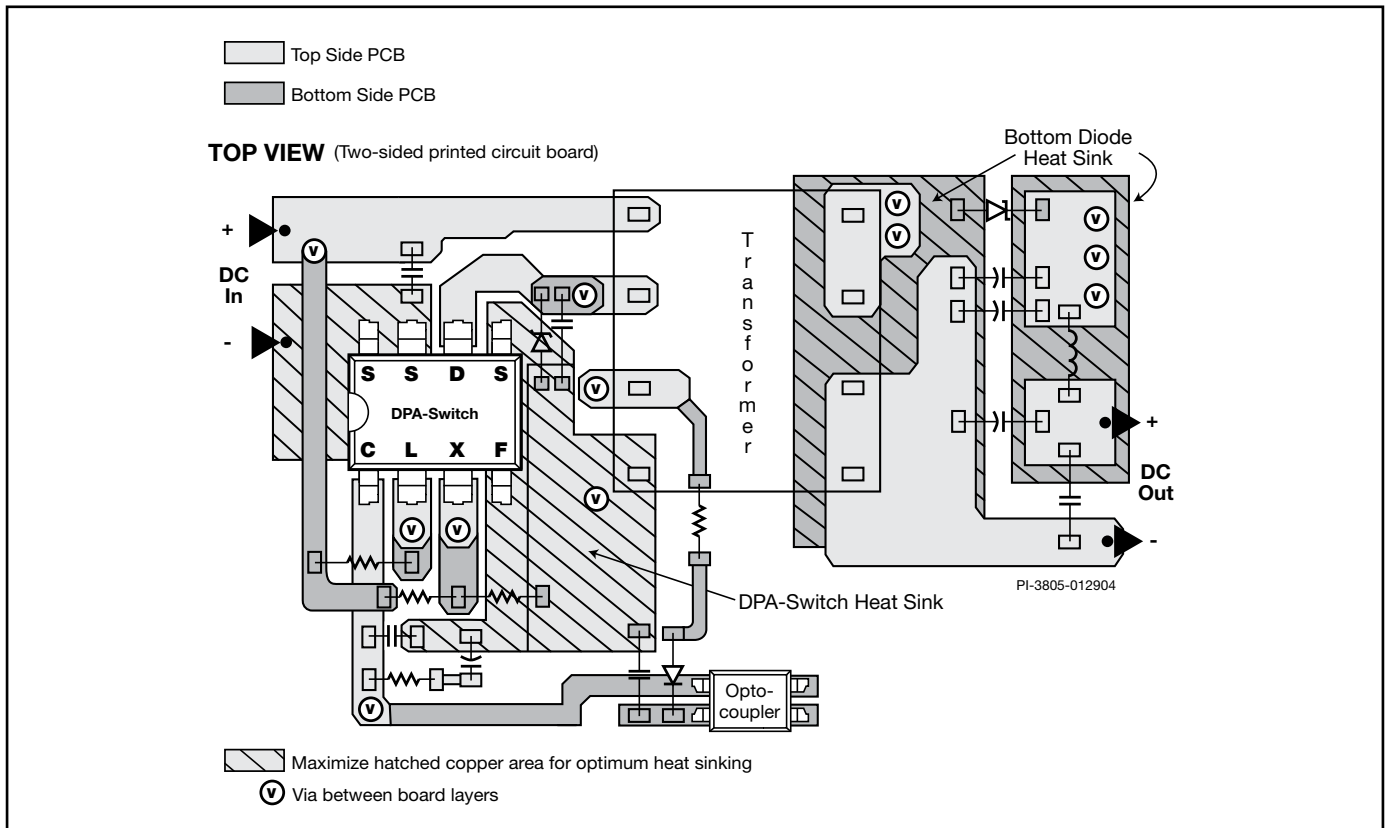 Top Side PCB
Bottom Side PCB
TOP VIEW (Two-sided printed circuit board)
Bottom Diode
Heat Sink
+
DC
In
-
V
V
V
V
V
V
V
Transformer
V
V
S S D S
DPA-Switch
C L X F
V
V
V
V
+
DC
Out
-
PI-3805-012904
DPA-Switch Heat Sink
V
Opto-
coupler
Maximize hatched copper area for optimum heat sinking
V Via between board layers